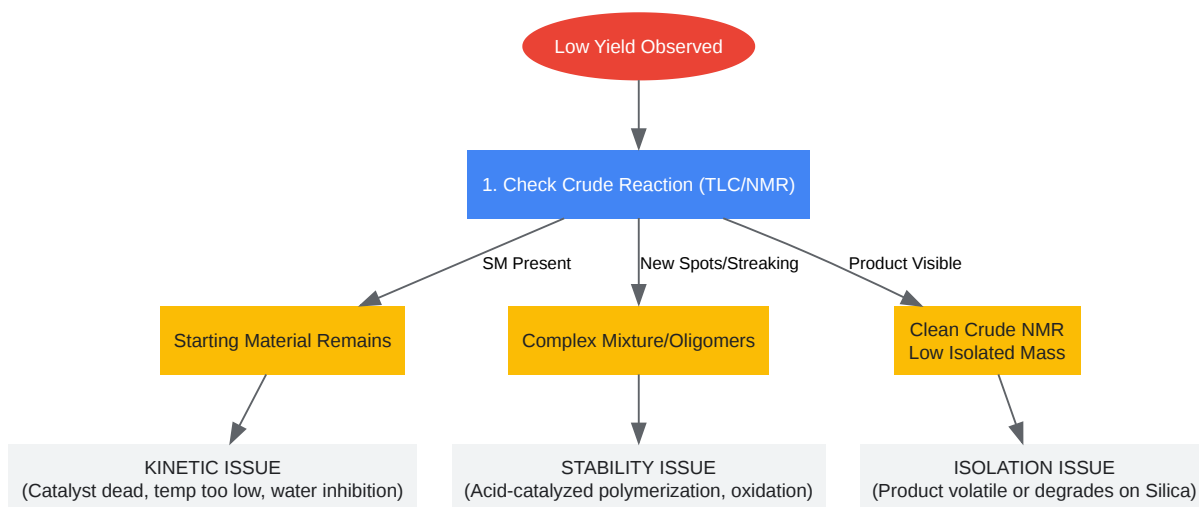 Low Yield Observed
1. Check Crude Reaction (TLC/NMR)
SM Present
New Spots/Streaking
Product Visible
Starting Material Remains
Complex Mixture/Oligomers
Clean Crude NMR
Low Isolated Mass
KINETIC ISSUE
(Catalyst dead, temp too low, water inhibition)
STABILITY ISSUE
(Acid-catalyzed polymerization, oxidation)
ISOLATION ISSUE
(Product volatile or degrades on Silica)